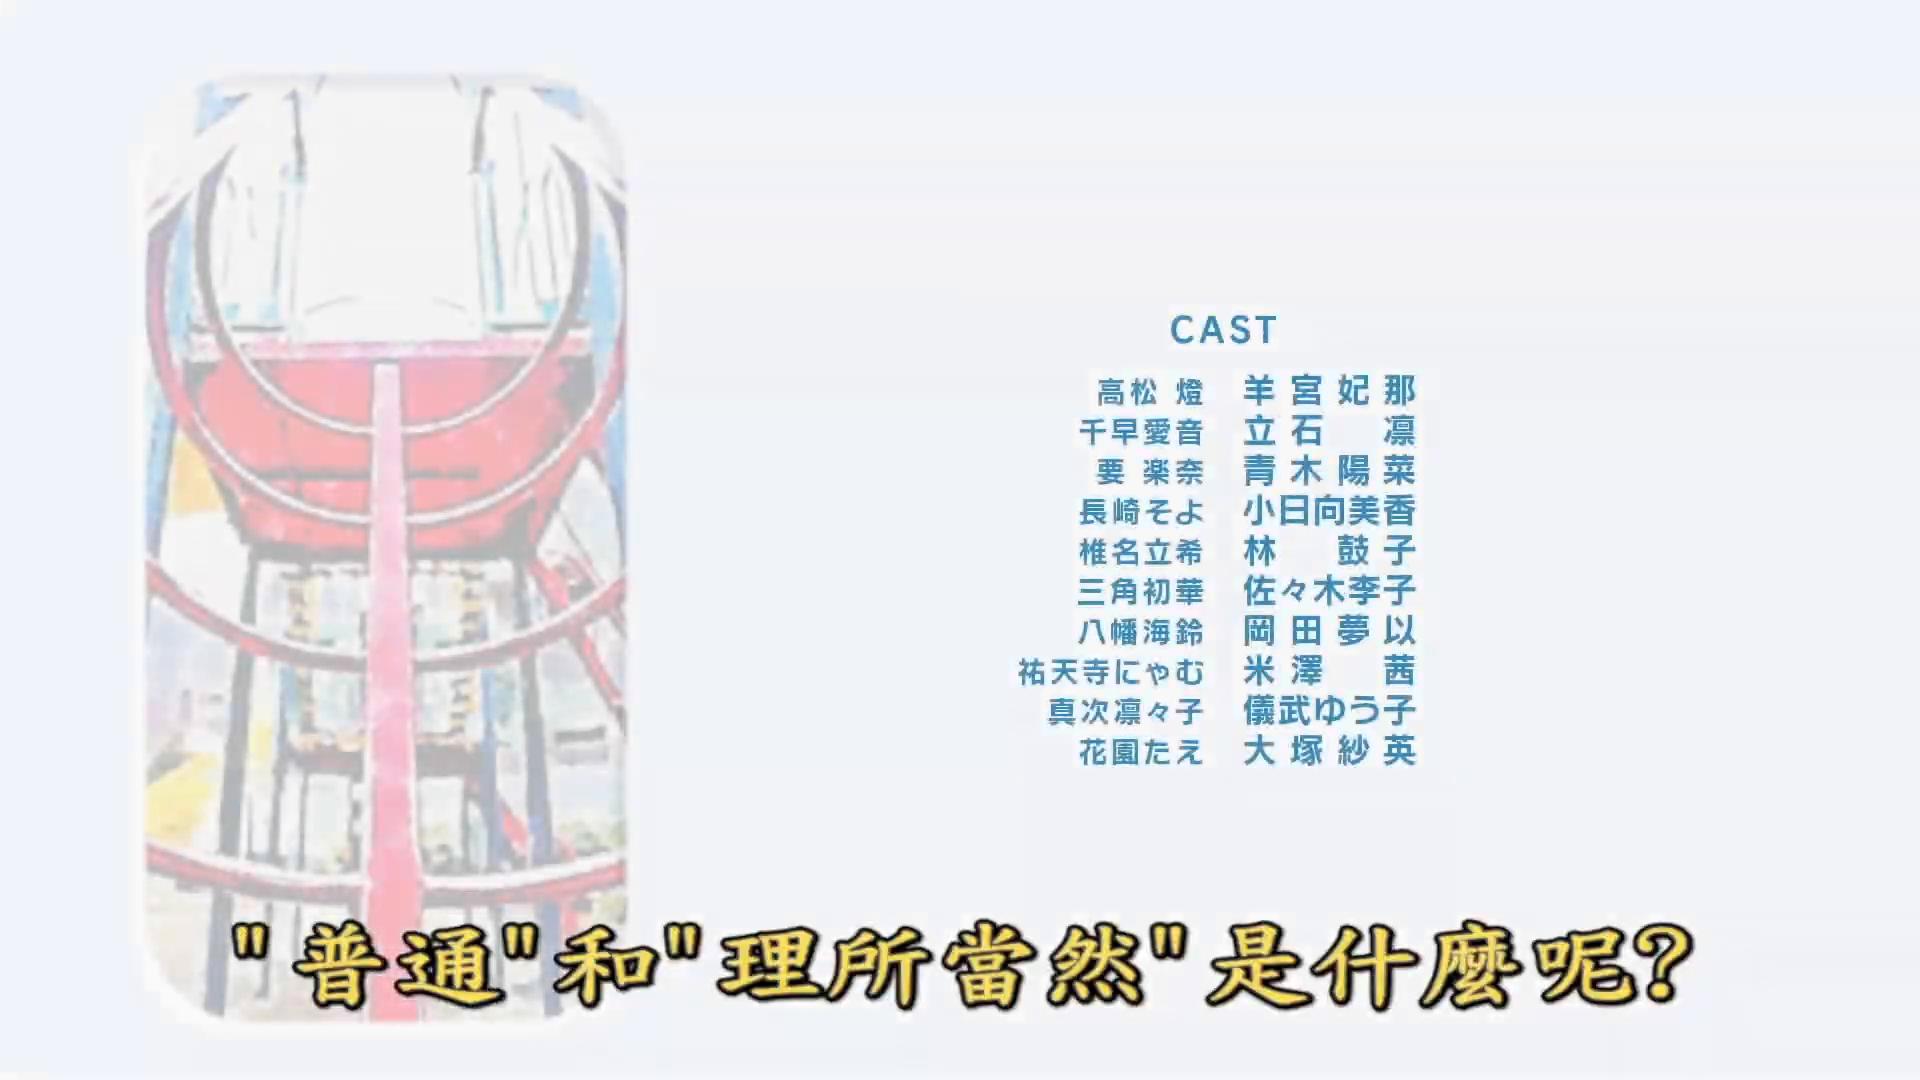 CAST
高松 燈 羊宮妃那
千早愛音 立石 凛
要 楽奈 青木陽菜
長崎そよ 小日向美香
椎名立希 林 鼓子
三角初華 佐々木李子
八幡海鈴 岡田夢以
祐天寺にゃむ 米澤 茜
真次凛々子 儀武ゆう子
花園たえ 大塚紗英
"普通"和"理所當然"是什麼呢?